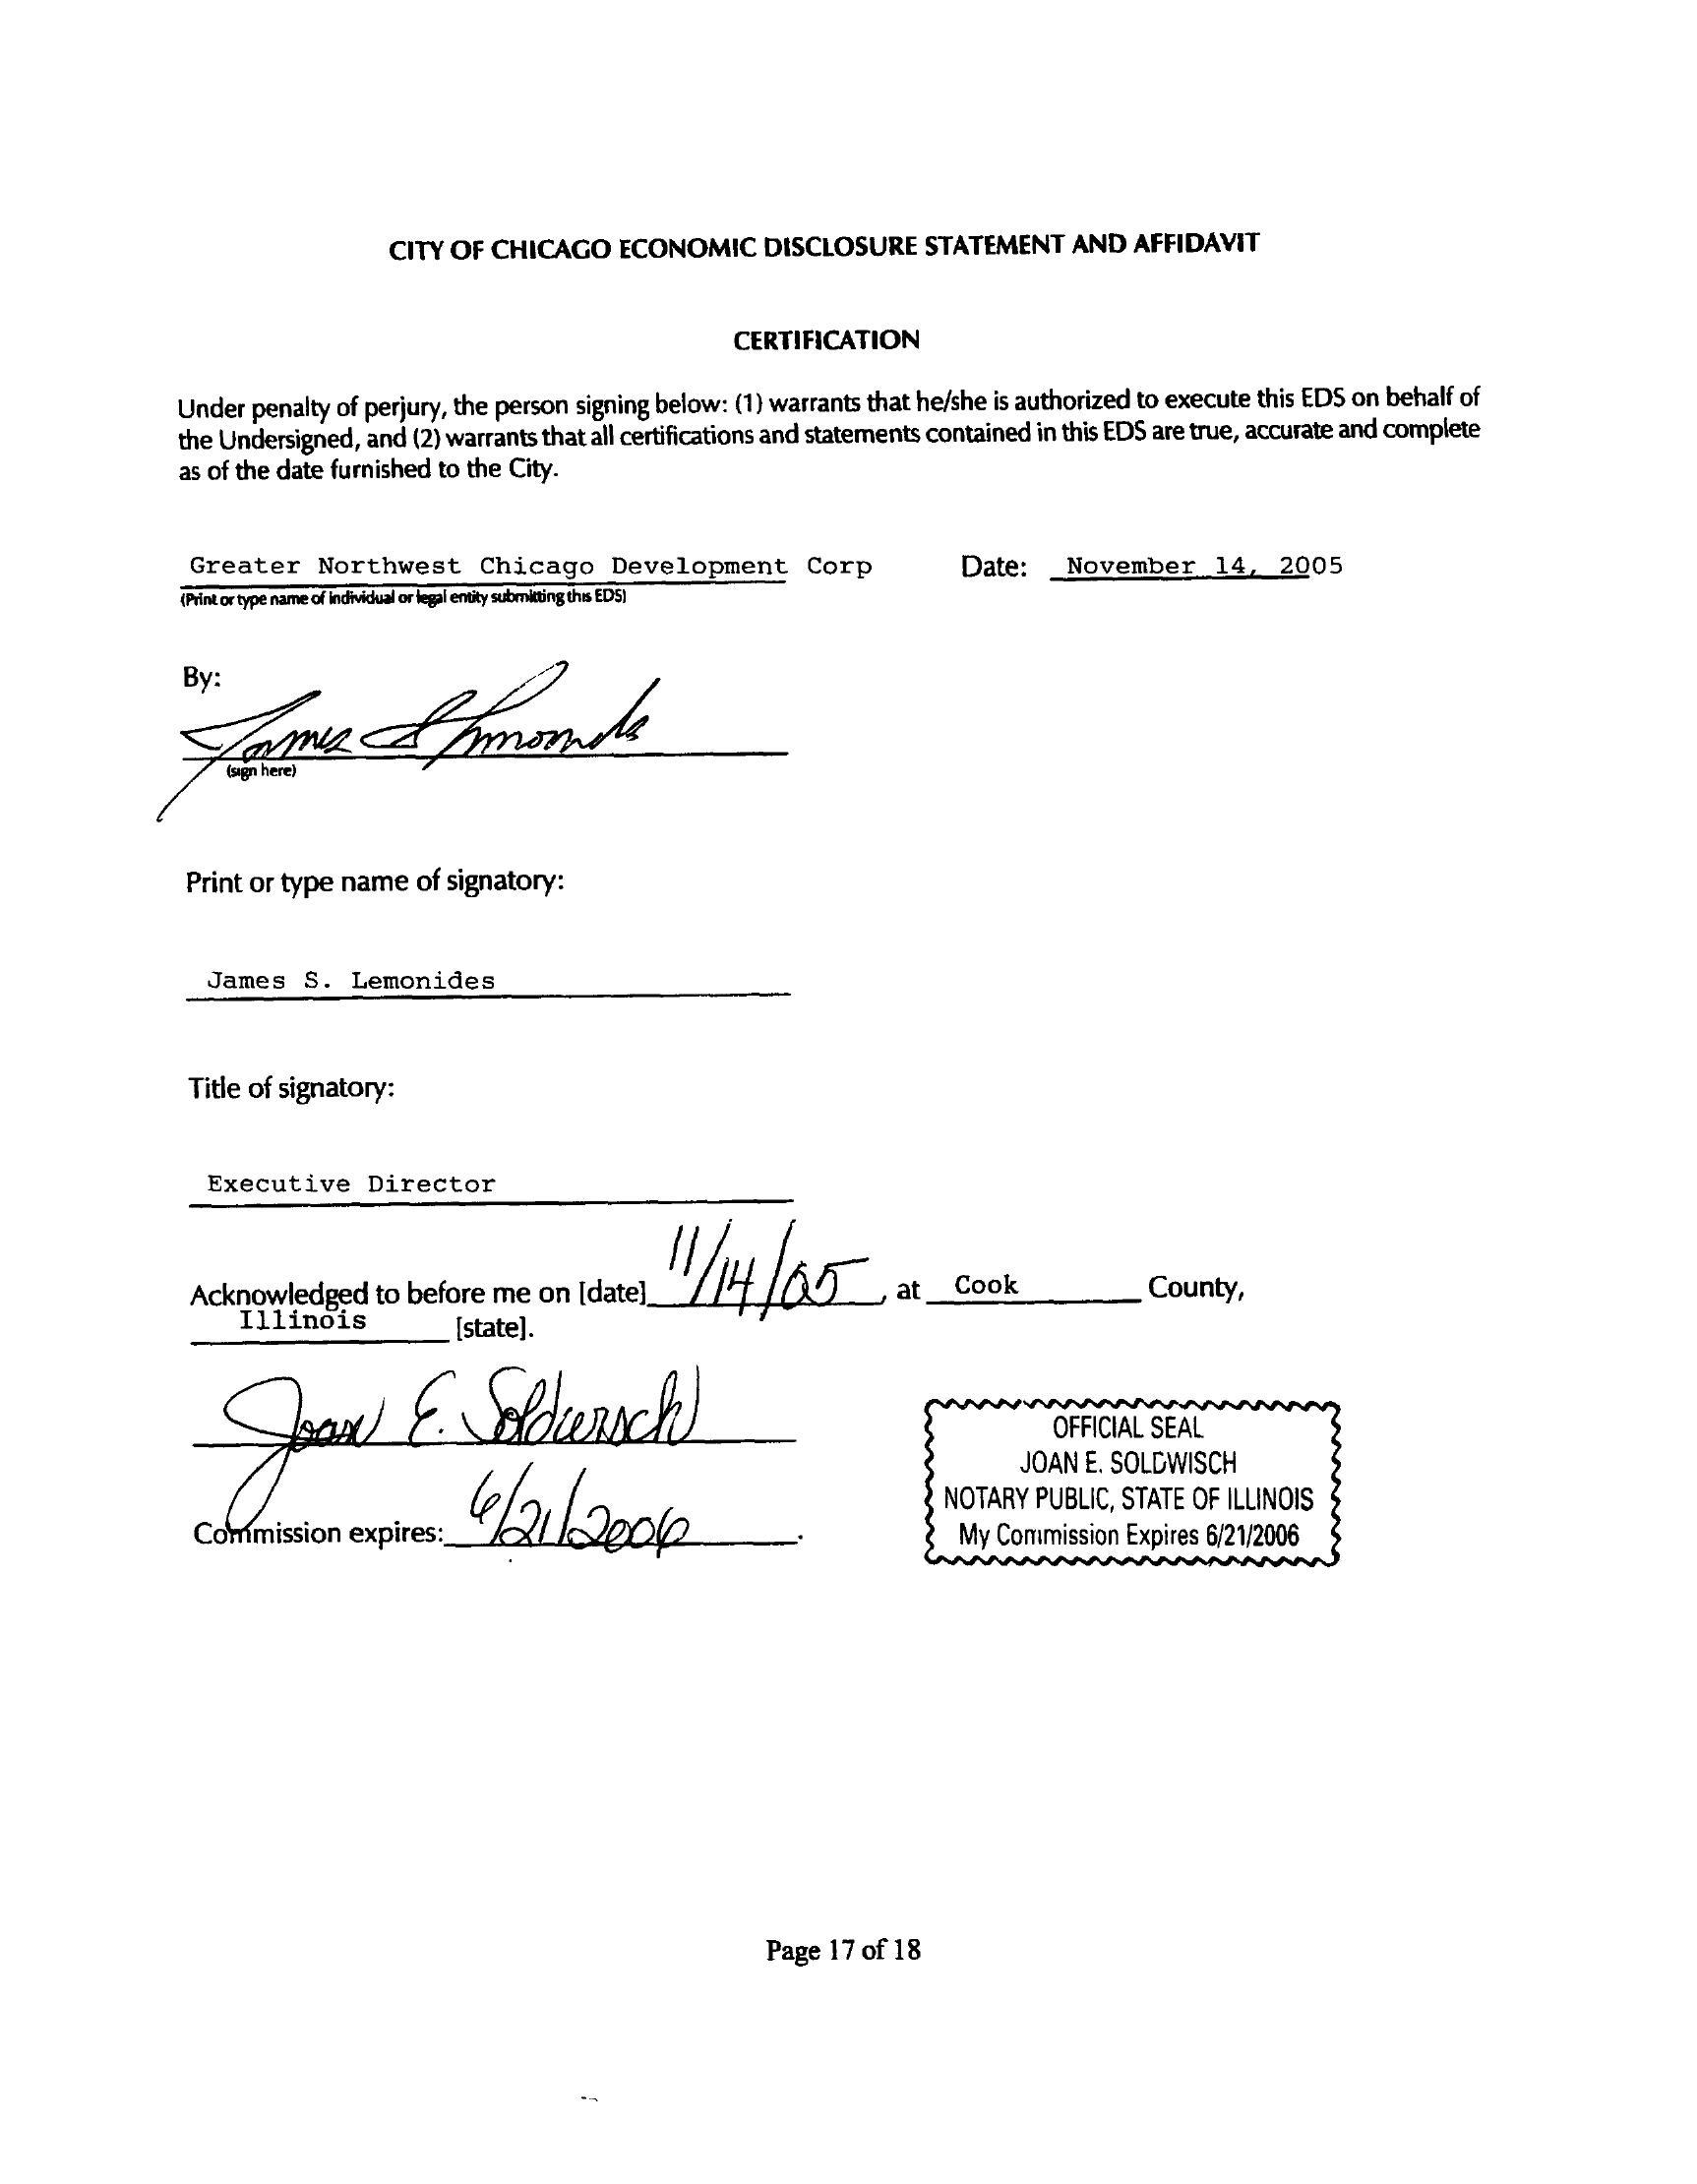 CITY OF CHICAGO ECONOMIC DISCLOSURE STATEMENT AND AFFIDAVIT
CERTIFICATION
Under penalty of perjury, the person signing below: (1) warrants that he/she is authorized to execute this EDS on behalf of
the Undersigned, and (2) warrants that all certifications and statements contained in this EDS are true, accurate and complete
as of the date furnished to the City.
Greater Northwest Chicago Development Corp Date: November 14, 2005
(Print or type name of individual or legal entity submitting this EDS)
By:
James S Lemonides
(sign here)
Print or type name of signatory:
James S. Lemonides
Title of signatory:
Executive Director
Acknowledged to before me on [date] 11/14/05, at Cook County,
Illinois [state].
Joan E. Soldwisch
Commission expires: 6/21/2006.
OFFICIAL SEAL
JOAN E. SOLDWISCH
NOTARY PUBLIC, STATE OF ILLINOIS
My Commission Expires 6/21/2006
Page 17 of 18